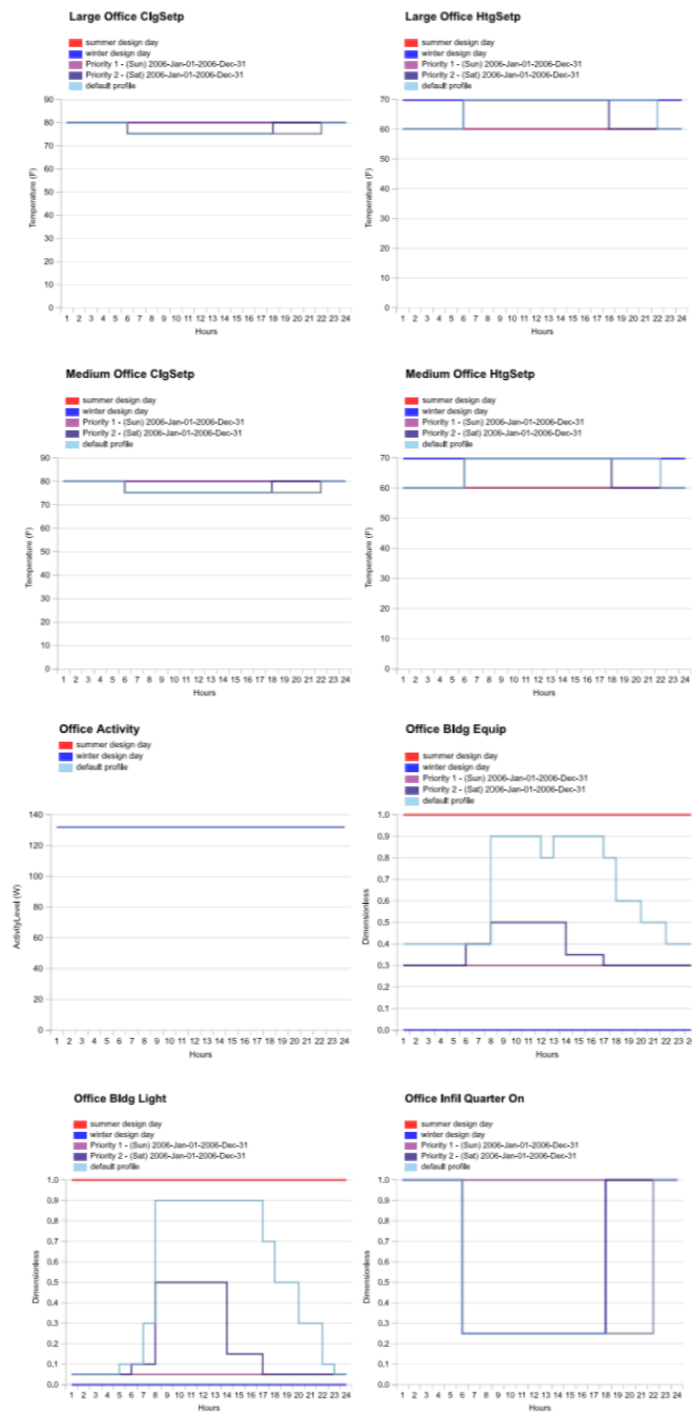 Large Office ClgSetp
summer design day
winter design day
Priority 1 - (Sun) 2006-Jan-01-2006-Dec-31
Priority 2 - (Sat) 2006-Jan-01-2006-Dec-31
default profile
90
80
70
60
50
40
30
20
10
0
Temperature (F)
1 2 3 4 5 6 7 8 9 10 11 12 13 14 15 16 17 18 19 20 21 22 23 24
Hours
Large Office HtgSetp
summer design day
winter design day
Priority 1 - (Sun) 2006-Jan-01-2006-Dec-31
Priority 2 - (Sat) 2006-Jan-01-2006-Dec-31
default profile
70
60
50
40
30
20
10
0
Temperature (F)
1 2 3 4 5 6 7 8 9 10 11 12 13 14 15 16 17 18 19 20 21 22 23 24
Hours
Medium Office ClgSetp
summer design day
winter design day
Priority 1 - (Sun) 2006-Jan-01-2006-Dec-31
Priority 2 - (Sat) 2006-Jan-01-2006-Dec-31
default profile
90
80
70
60
50
40
30
20
10
0
Temperature (F)
1 2 3 4 5 6 7 8 9 10 11 12 13 14 15 16 17 18 19 20 21 22 23 24
Hours
Medium Office HtgSetp
summer design day
winter design day
Priority 1 - (Sun) 2006-Jan-01-2006-Dec-31
Priority 2 - (Sat) 2006-Jan-01-2006-Dec-31
default profile
70
60
50
40
30
20
10
0
Temperature (F)
1 2 3 4 5 6 7 8 9 10 11 12 13 14 15 16 17 18 19 20 21 22 23 24
Hours
Office Activity
summer design day
winter design day
default profile
140
120
100
80
60
40
20
0
ActivityLevel (W)
1 2 3 4 5 6 7 8 9 10 11 12 13 14 15 16 17 18 19 20 21 22 23 24
Hours
Office Bldg Equip
summer design day
winter design day
Priority 1 - (Sun) 2006-Jan-01-2006-Dec-31
Priority 2 - (Sat) 2006-Jan-01-2006-Dec-31
default profile
1.0
0.9
0.8
0.7
0.6
0.5
0.4
0.3
0.2
0.1
0.0
Dimensionless
1 2 3 4 5 6 7 8 9 10 11 12 13 14 15 16 17 18 19 20 21 22 23
Hours
Office Bldg Light
summer design day
winter design day
Priority 1 - (Sun) 2006-Jan-01-2006-Dec-31
Priority 2 - (Sat) 2006-Jan-01-2006-Dec-31
default profile
1.0
0.9
0.8
0.7
0.6
0.5
0.4
0.3
0.2
0.1
0.0
Dimensionless
1 2 3 4 5 6 7 8 9 10 11 12 13 14 15 16 17 18 19 20 21 22 23 24
Hours
Office Infil Quarter On
summer design day
winter design day
Priority 1 - (Sun) 2006-Jan-01-2006-Dec-31
Priority 2 - (Sat) 2006-Jan-01-2006-Dec-31
default profile
1.0
0.9
0.8
0.7
0.6
0.5
0.4
0.3
0.2
0.1
0.0
Dimensionless
1 2 3 4 5 6 7 8 9 10 11 12 13 14 15 16 17 18 19 20 21 22 23 24
Hours